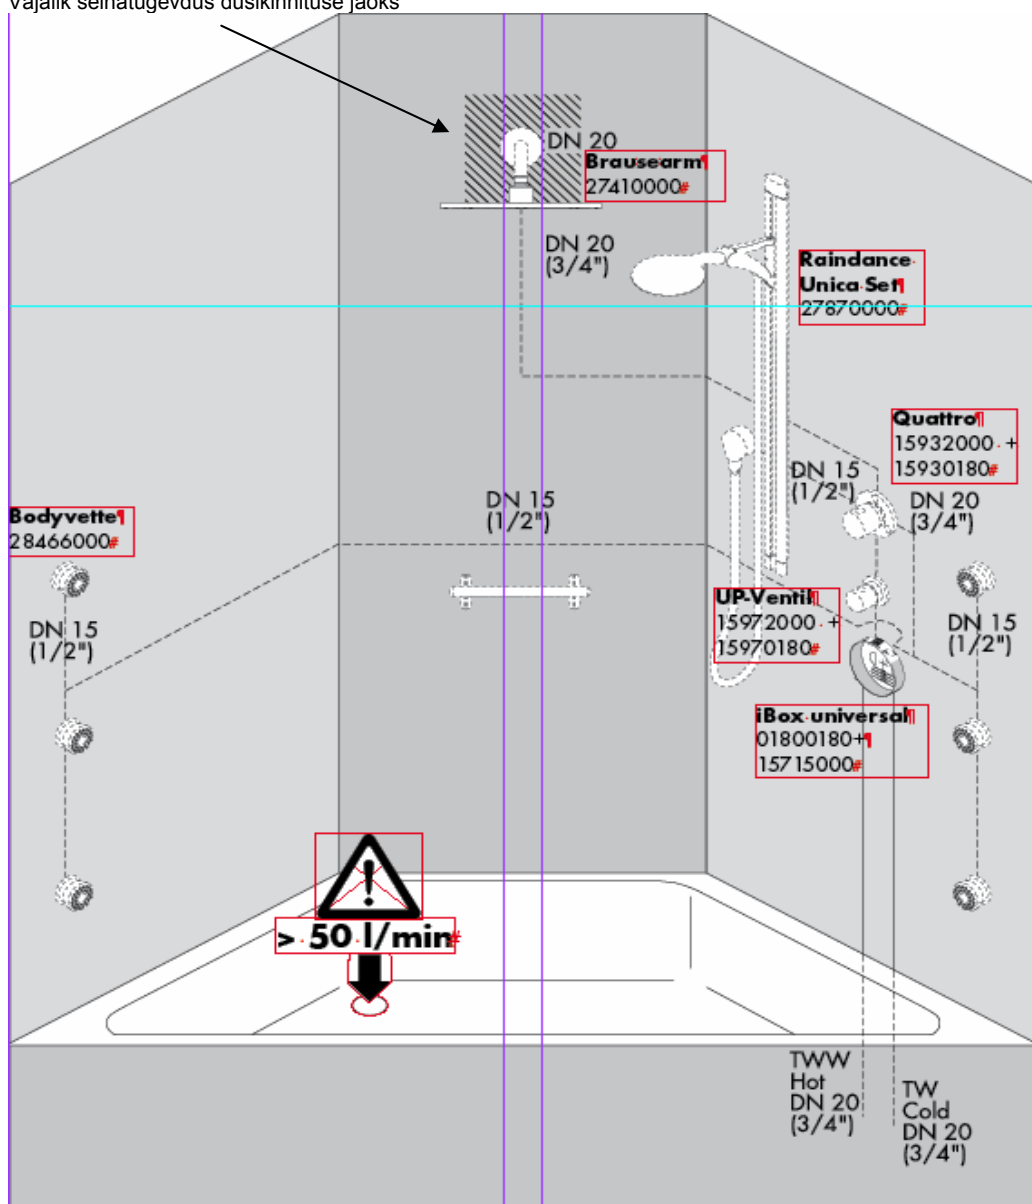 Vajalik seinatugevdus dušikinnituse jaoks
DN 20
Brausearm¶
27410000#
DN 20
(3/4")
Raindance·
Unica·Set¶
27870000#
Quattro¶
15932000·+
15930180#
DN 15
(1/2")
DN 20
(3/4")
DN 15
(1/2")
Bodyvette¶
28466000#
DN 15
(1/2")
UP-Ventil¶
15972000·+
15970180#
DN 15
(1/2")
iBox·universal¶
01800180+¶
15715000#
!
>·50·l/min#
TWW
Hot
DN 20
(3/4")
TW
Cold
DN 20
(3/4")